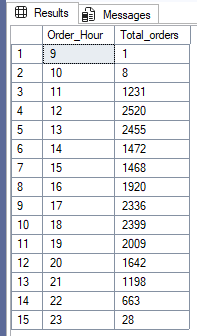 Results Messages
Order_Hour Total_orders
1 9 1
2 10 8
3 11 1231
4 12 2520
5 13 2455
6 14 1472
7 15 1468
8 16 1920
9 17 2336
10 18 2399
11 19 2009
12 20 1642
13 21 1198
14 22 663
15 23 28